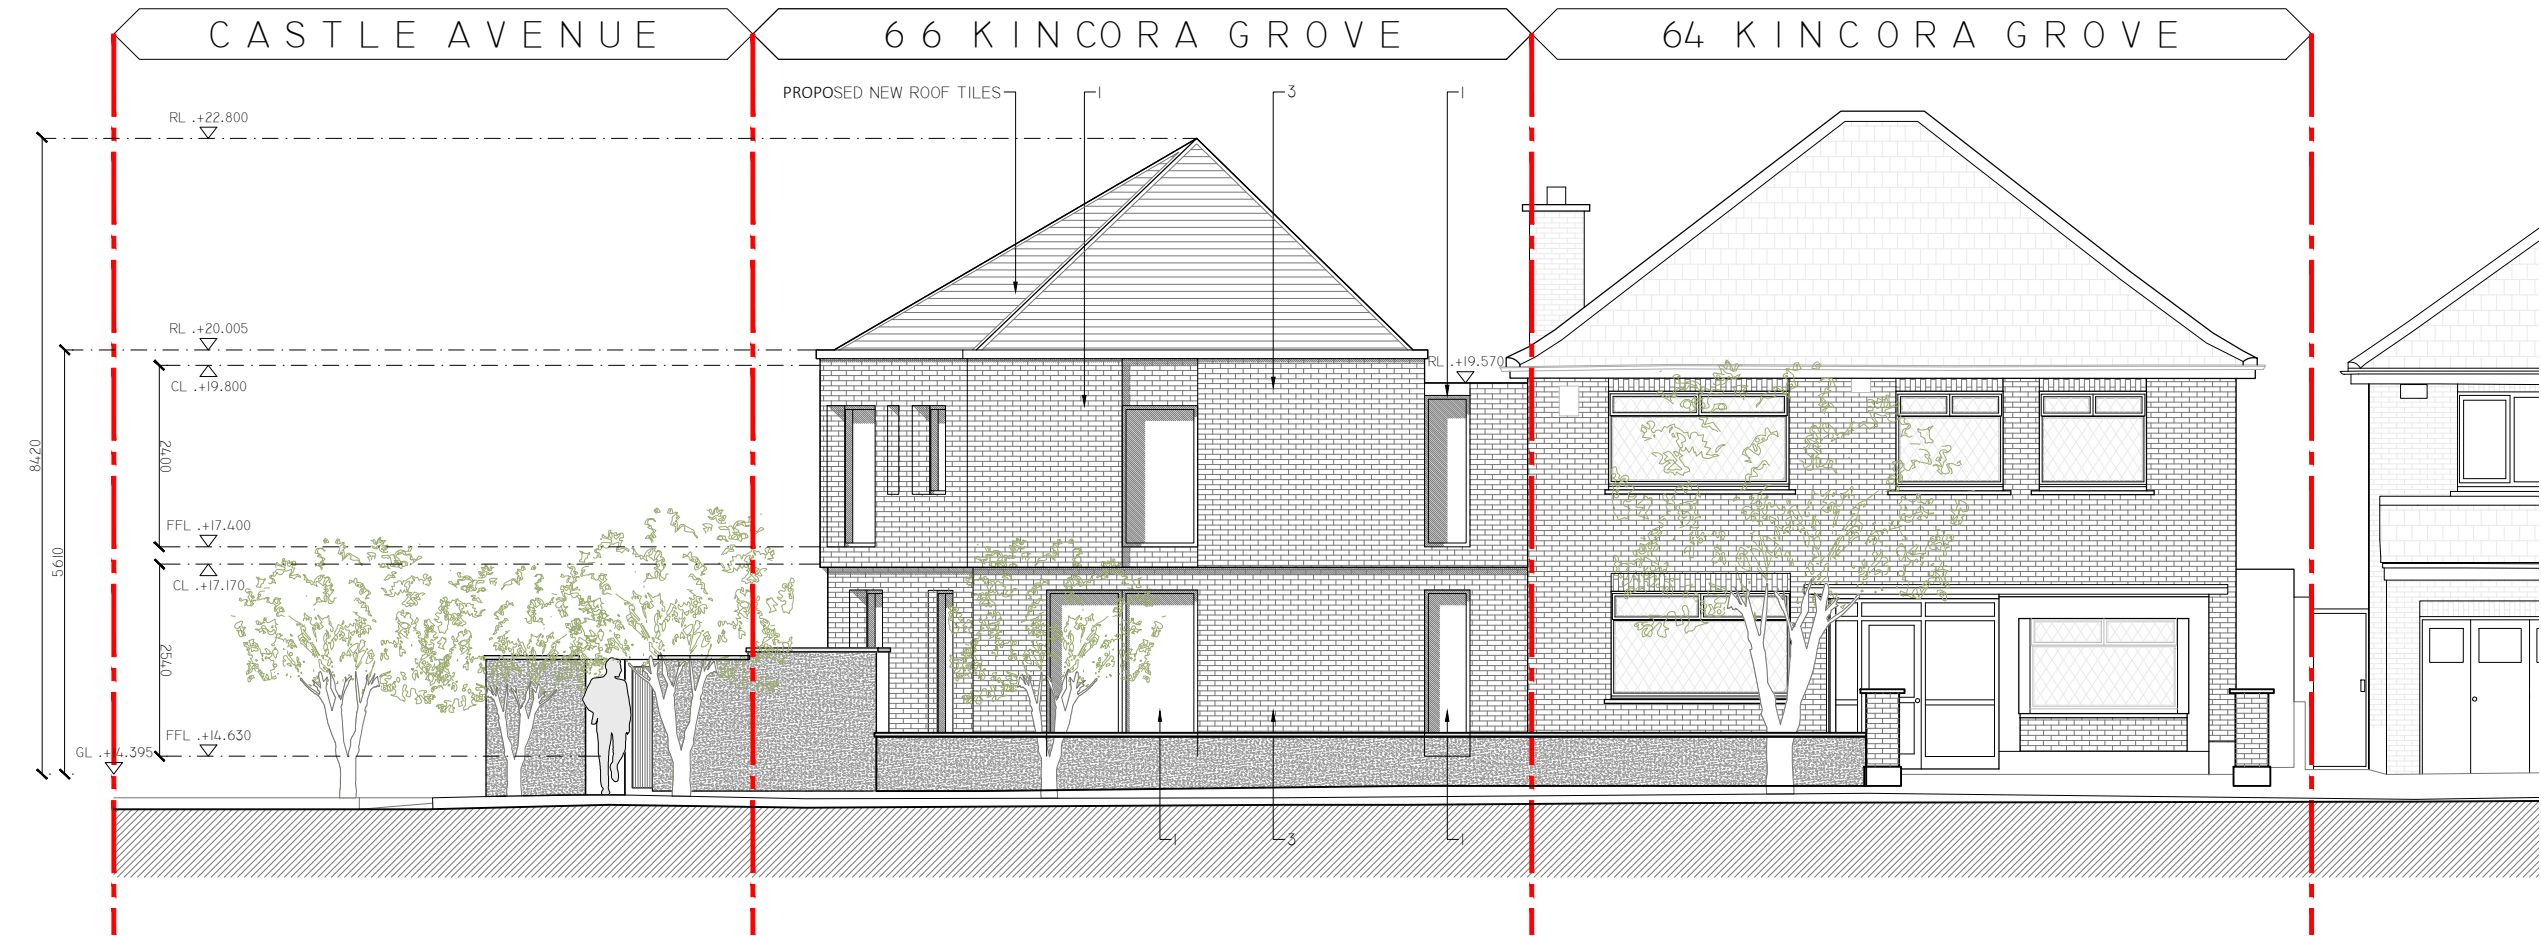 CASTLE AVENUE
66 KINCORA GROVE
64 KINCORA GROVE
PROPOSED NEW ROOF TILES
1
3
1
RL .+22.800
RL .+20.005
RL .+19.570
CL .+19.800
8420
2400
FFL .+17.400
5610
CL .+17.170
2540
FFL .+14.630
GL .+14.395
1
3
1